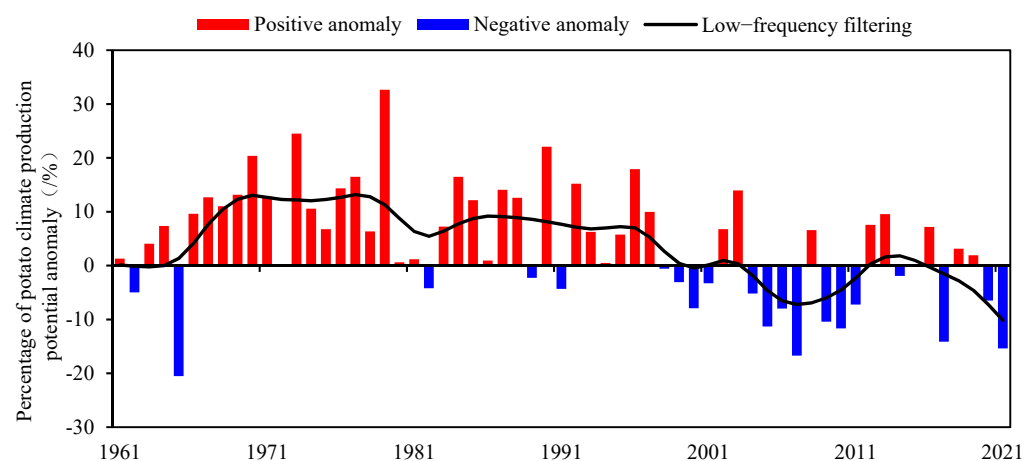 Positive anomaly Negative anomaly Low−frequency filtering
Percentage of potato climate production
potential anomaly（/%）
40
30
20
10
0
-10
-20
-30
1961 1971 1981 1991 2001 2011 2021